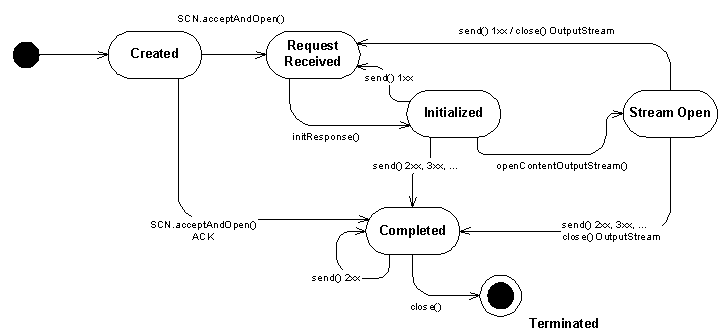 SCN.acceptAndOpen()
send() 1xx / close() OutputStream
Created
Request
Received
send() 1xx
Initialized
Stream Open
initResponse()
send() 2xx, 3xx, ...
openContentOutputStream()
SCN.acceptAndOpen()
ACK
Completed
send() 2xx, 3xx, ...
close() OutputStream
send() 2xx
close()
Terminated